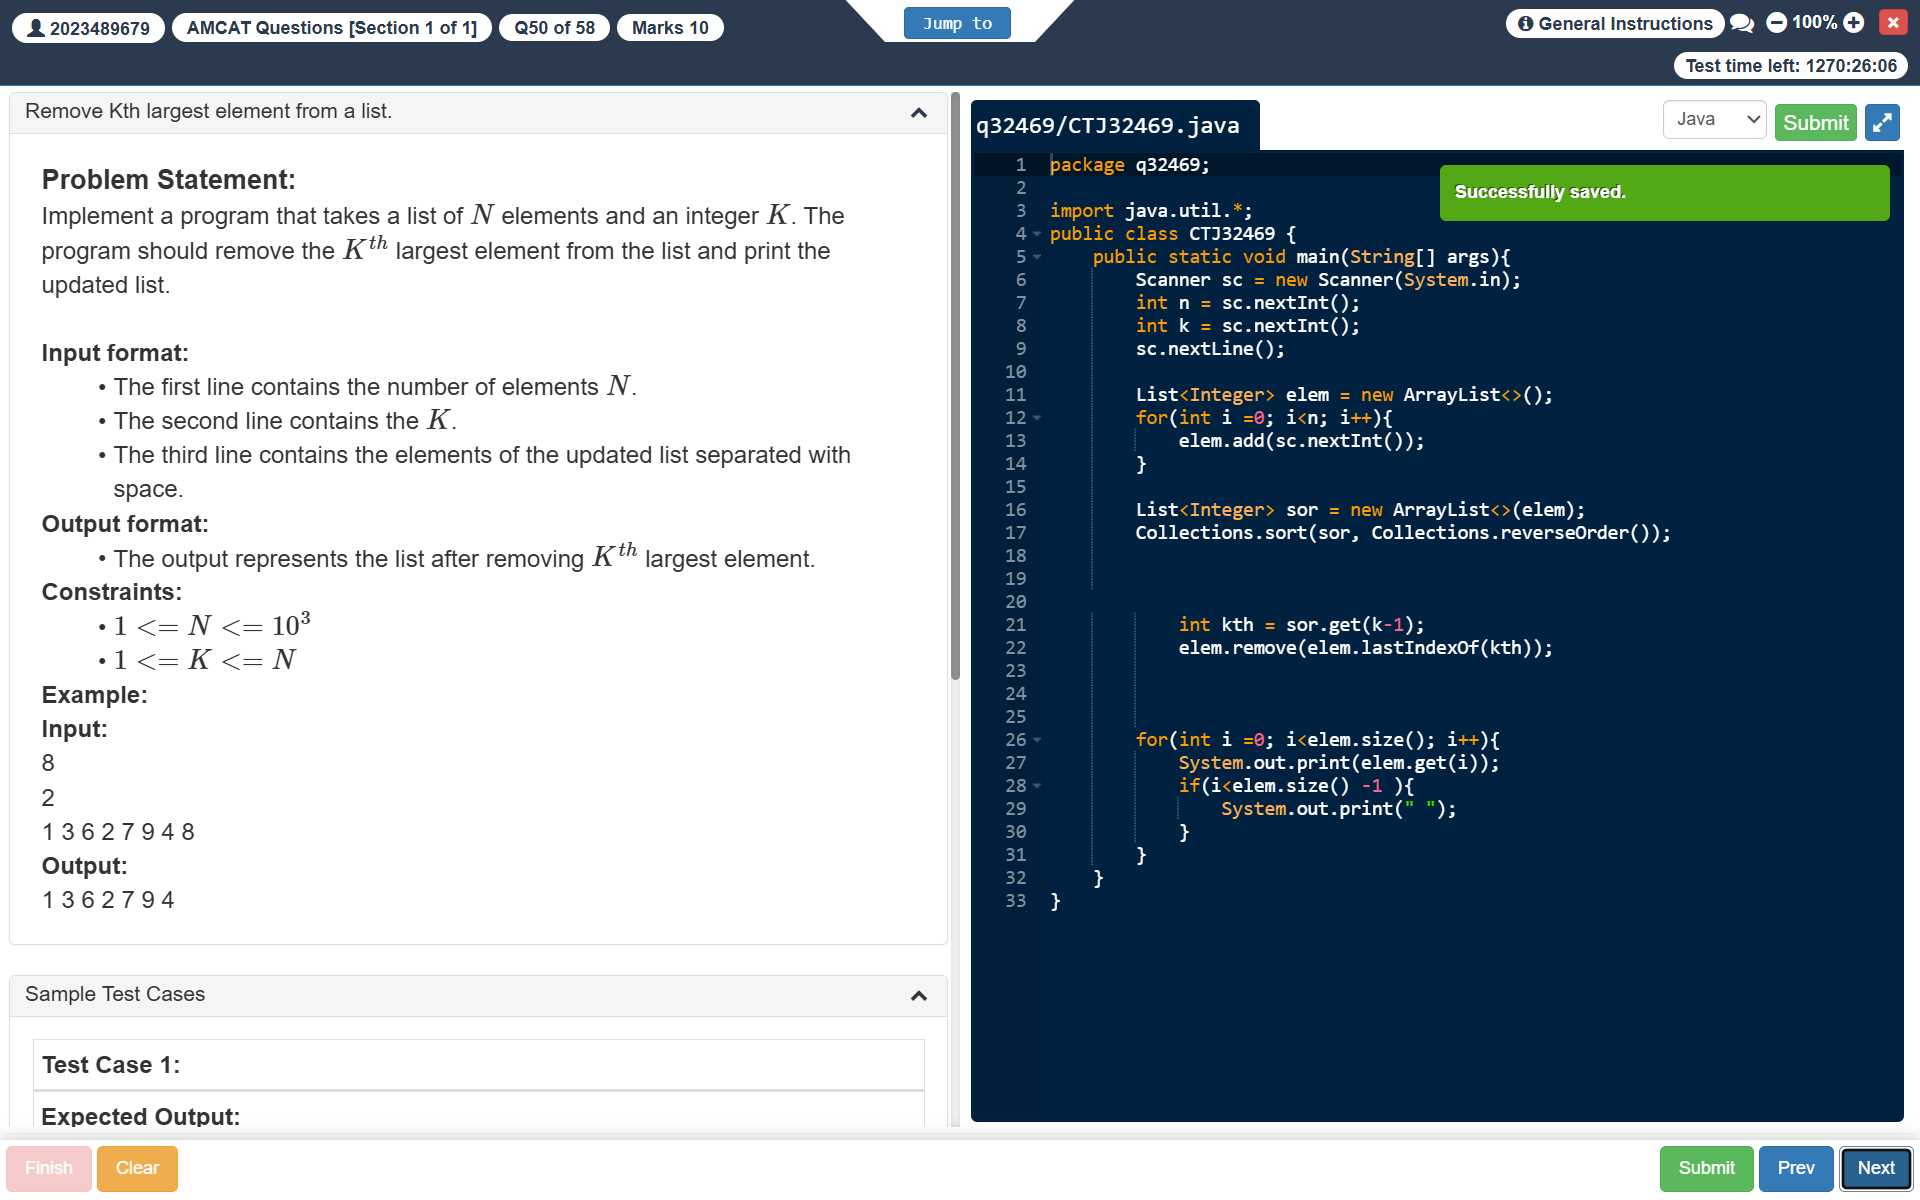 2023489679
AMCAT Questions [Section 1 of 1]
Q50 of 58
Marks 10
Jump to
General Instructions
100%
Test time left: 1270:26:06
Remove Kth largest element from a list.
Problem Statement:
Implement a program that takes a list of N elements and an integer K. The
program should remove the K^th largest element from the list and print the
updated list.
Input format:
• The first line contains the number of elements N.
• The second line contains the K.
• The third line contains the elements of the updated list separated with
space.
Output format:
• The output represents the list after removing K^th largest element.
Constraints:
• 1 <= N <= 10^3
• 1 <= K <= N
Example:
Input:
8
2
1 3 6 2 7 9 4 8
Output:
1 3 6 2 7 9 4
Sample Test Cases
Test Case 1:
Expected Output:
q32469/CTJ32469.java
Java
Submit
Successfully saved.
1 package q32469;
2
3 import java.util.*;
4 public class CTJ32469 {
5     public static void main(String[] args){
6         Scanner sc = new Scanner(System.in);
7         int n = sc.nextInt();
8         int k = sc.nextInt();
9         sc.nextLine();
10
11         List<Integer> elem = new ArrayList<>();
12         for(int i =0; i<n; i++){
13             elem.add(sc.nextInt());
14         }
15
16         List<Integer> sor = new ArrayList<>(elem);
17         Collections.sort(sor, Collections.reverseOrder());
18
19
20
21             int kth = sor.get(k-1);
22             elem.remove(elem.lastIndexOf(kth));
23
24
25
26         for(int i =0; i<elem.size(); i++){
27             System.out.print(elem.get(i));
28             if(i<elem.size() -1 ){
29                 System.out.print(" ");
30             }
31         }
32     }
33 }
Finish
Clear
Submit
Prev
Next